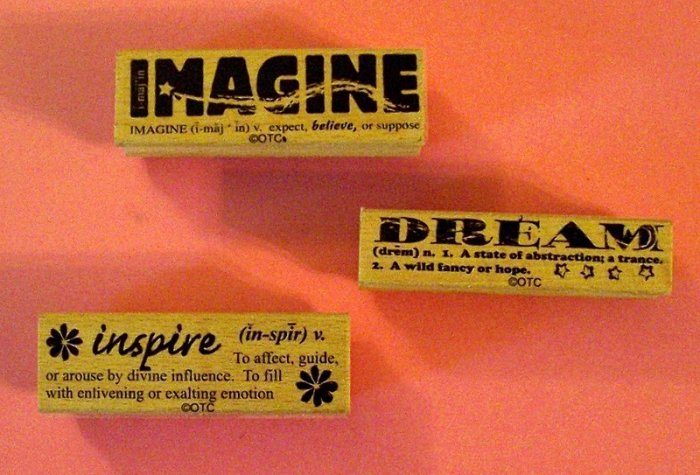 IMAGINE
i-maj'in
IMAGINE (ĭ-măj ' ĭn) v. expect, believe, or suppose
©OTC
DREAM
(drēm) n. 1. A state of abstraction; a trance.
2. A wild fancy or hope.
©OTC
inspire (ĭn-spīr) v.
To affect, guide,
or arouse by divine influence. To fill
with enlivening or exalting emotion
©OTC